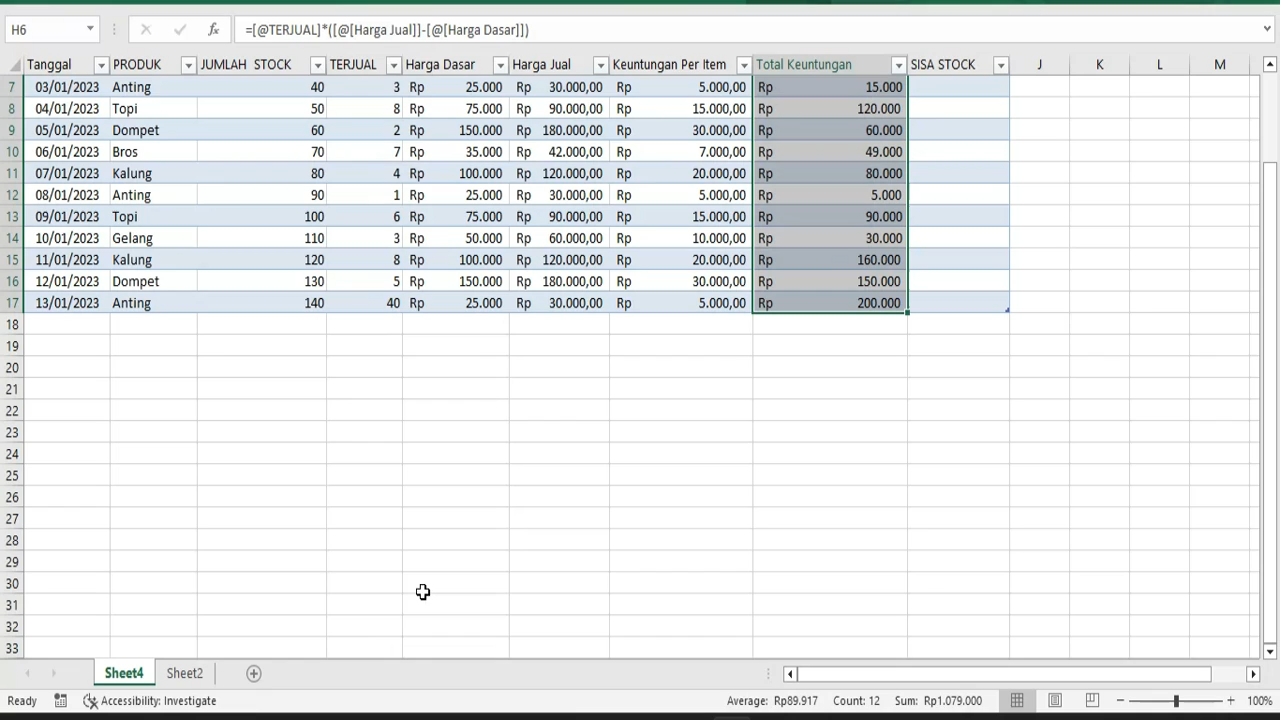 H6 =[@TERJUAL]*([@[Harga Jual]]-[@[Harga Dasar]])
Tanggal PRODUK JUMLAH STOCK TERJUAL Harga Dasar Harga Jual Keuntungan Per Item Total Keuntungan SISA STOCK J K L M
7 03/01/2023 Anting 40 3 Rp 25.000 Rp 30.000,00 Rp 5.000,00 Rp 15.000
8 04/01/2023 Topi 50 8 Rp 75.000 Rp 90.000,00 Rp 15.000,00 Rp 120.000
9 05/01/2023 Dompet 60 2 Rp 150.000 Rp 180.000,00 Rp 30.000,00 Rp 60.000
10 06/01/2023 Bros 70 7 Rp 35.000 Rp 42.000,00 Rp 7.000,00 Rp 49.000
11 07/01/2023 Kalung 80 4 Rp 100.000 Rp 120.000,00 Rp 20.000,00 Rp 80.000
12 08/01/2023 Anting 90 1 Rp 25.000 Rp 30.000,00 Rp 5.000,00 Rp 5.000
13 09/01/2023 Topi 100 6 Rp 75.000 Rp 90.000,00 Rp 15.000,00 Rp 90.000
14 10/01/2023 Gelang 110 3 Rp 50.000 Rp 60.000,00 Rp 10.000,00 Rp 30.000
15 11/01/2023 Kalung 120 8 Rp 100.000 Rp 120.000,00 Rp 20.000,00 Rp 160.000
16 12/01/2023 Dompet 130 5 Rp 150.000 Rp 180.000,00 Rp 30.000,00 Rp 150.000
17 13/01/2023 Anting 140 40 Rp 25.000 Rp 30.000,00 Rp 5.000,00 Rp 200.000
18
19
20
21
22
23
24
25
26
27
28
29
30
31
32
33
Sheet4 Sheet2
Ready Accessibility: Investigate Average: Rp89.917 Count: 12 Sum: Rp1.079.000 100%